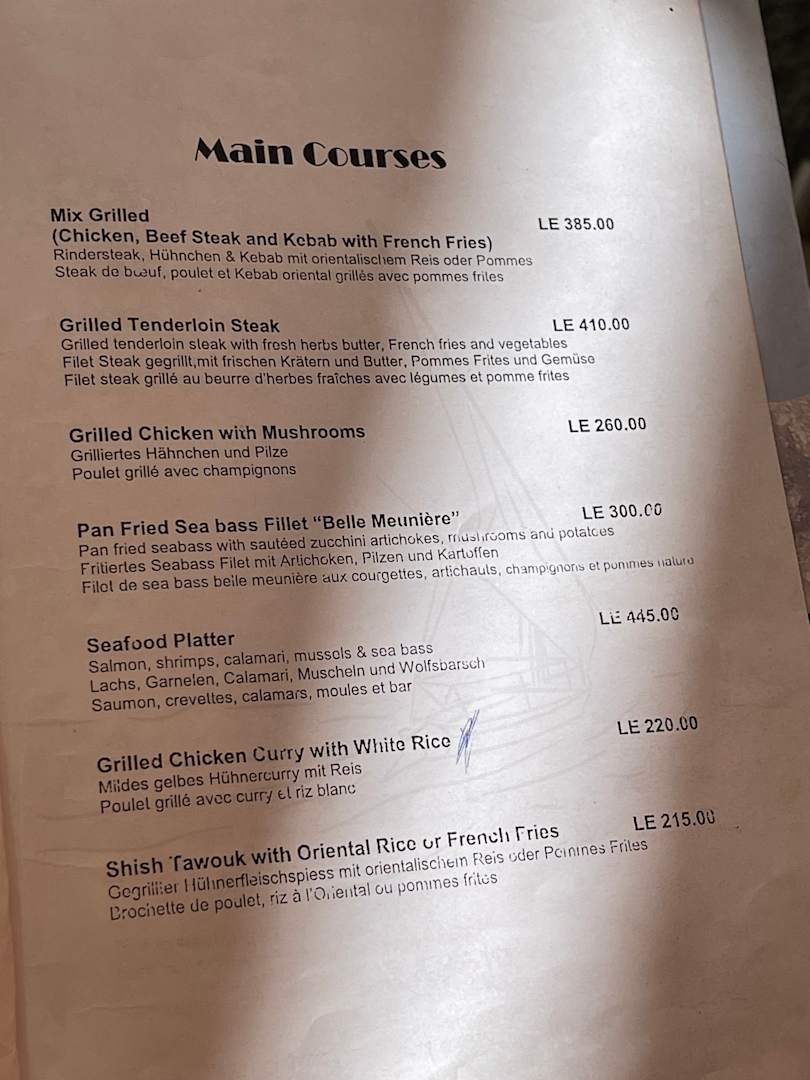 Main Courses
Mix Grilled
(Chicken, Beef Steak and Kebab with French Fries) LE 385.00
Rindersteak, Hühnchen & Kebab mit orientalischem Reis oder Pommes
Steak de bœuf, poulet et Kebab oriental grillés avec pommes frites
Grilled Tenderloin Steak LE 410.00
Grilled tenderloin steak with fresh herbs butter, French fries and vegetables
Filet Steak gegrillt,mit frischen Krätern und Butter, Pommes Frites und Gemüse
Filet steak grillé au beurre d'herbes fraîches avec légumes et pomme frites
Grilled Chicken with Mushrooms LE 260.00
Grilliertes Hähnchen und Pilze
Poulet grillé avec champignons
Pan Fried Sea bass Fillet “Belle Meunière” LE 300.00
Pan fried seabass with sautéed zucchini artichokes, mushrooms and potatoes
Fritiertes Seabass Filet mit Artichoken, Pilzen und Kartoffen
Filet de sea bass belle meunière aux courgettes, artichauts, champignons et pommes nature
Seafood Platter LE 445.00
Salmon, shrimps, calamari, mussels & sea bass
Lachs, Garnelen, Calamari, Muscheln und Wolfsbarsch
Saumon, crevettes, calamars, moules et bar
Grilled Chicken Curry with White Rice LE 220.00
Mildes gelbes Hühnercurry mit Reis
Poulet grillé avec curry et riz blanc
Shish Tawouk with Oriental Rice or French Fries LE 215.00
Gegrillter Hühnerfleischspiess mit orientalischem Reis oder Pommes Frites
Brochette de poulet, riz à l'Oriental ou pommes frites